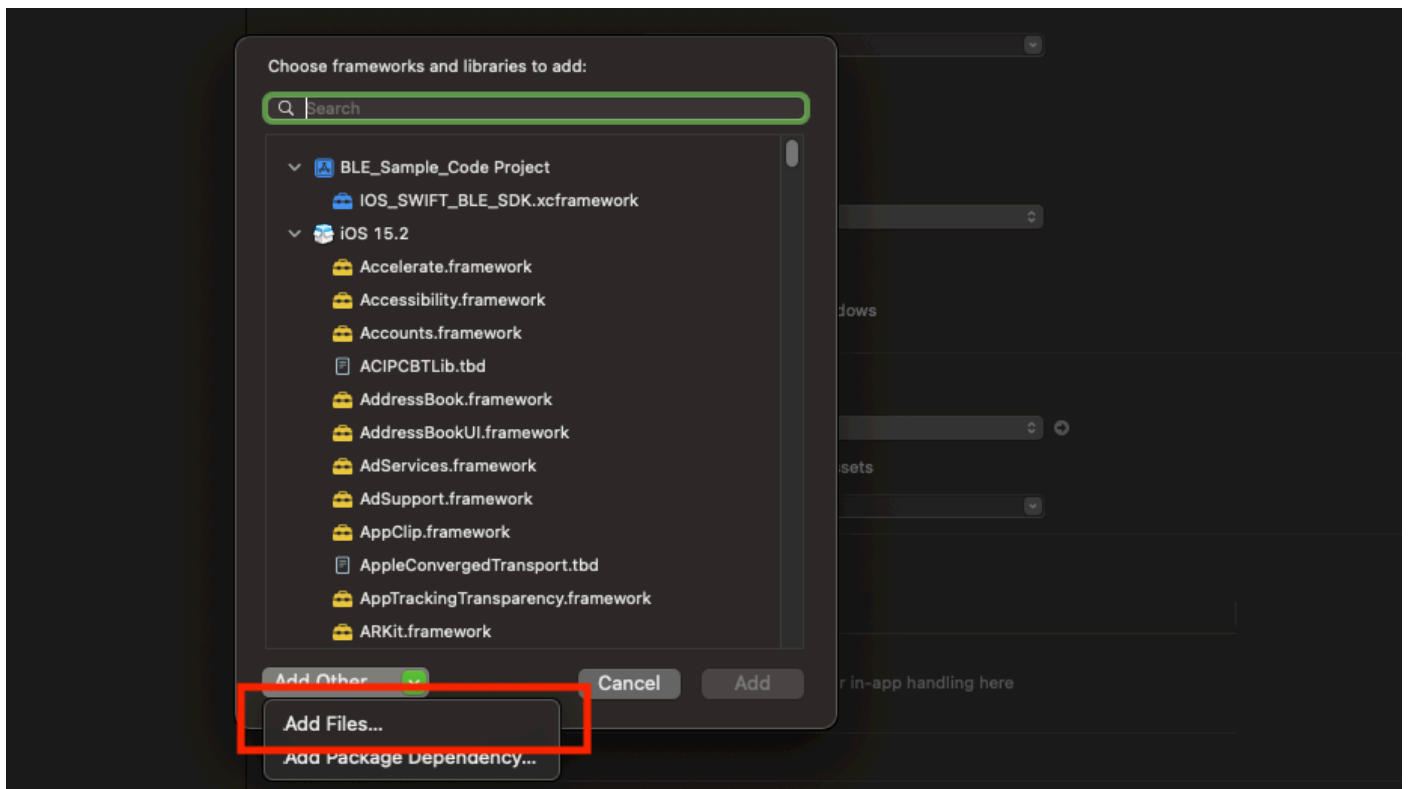 Choose frameworks and libraries to add:
Search
BLE_Sample_Code Project
IOS_SWIFT_BLE_SDK.xcframework
iOS 15.2
Accelerate.framework
Accessibility.framework
dows
Accounts.framework
ACIPCBTLib.tbd
AddressBook.framework
AddressBookUI.framework
AdServices.framework
sets
AdSupport.framework
AppClip.framework
AppleConvergedTransport.tbd
AppTrackingTransparency.framework
ARKit.framework
Add Other... Cancel Add r in-app handling here
Add Files...
Add Package Dependency...